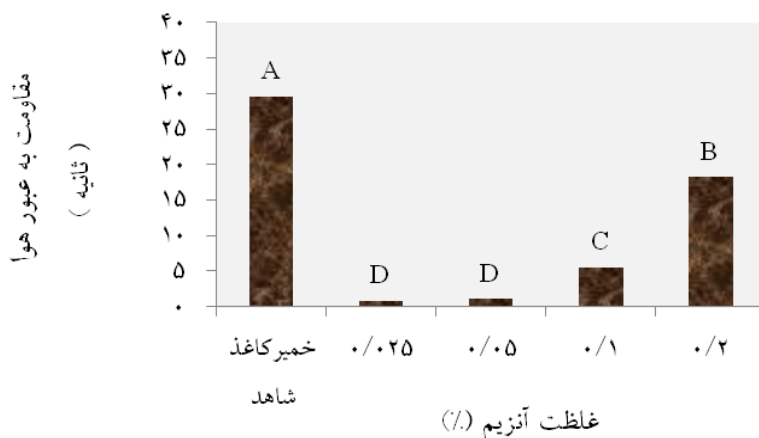 مقاومت به عبور هوا
( ثانیه )
۴۰
۳۵
۳۰
۲۵
۲۰
۱۵
۱۰
۵
۰
A
D
D
C
B
خمیرکاغذ
شاهد
۰/۰۲۵
۰/۰۵
۰/۱
۰/۲
غلظت آنزیم (٪)